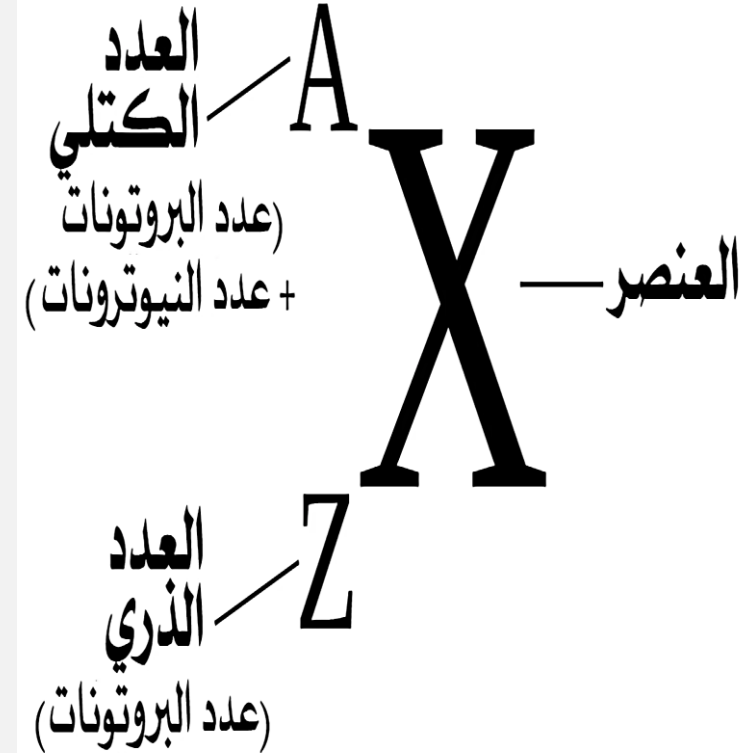 العدد
الكتلي
(عدد البروتونات
+ عدد النيوترونات)
A
X
العنصر
Z
العدد
الذري
(عدد البروتونات)